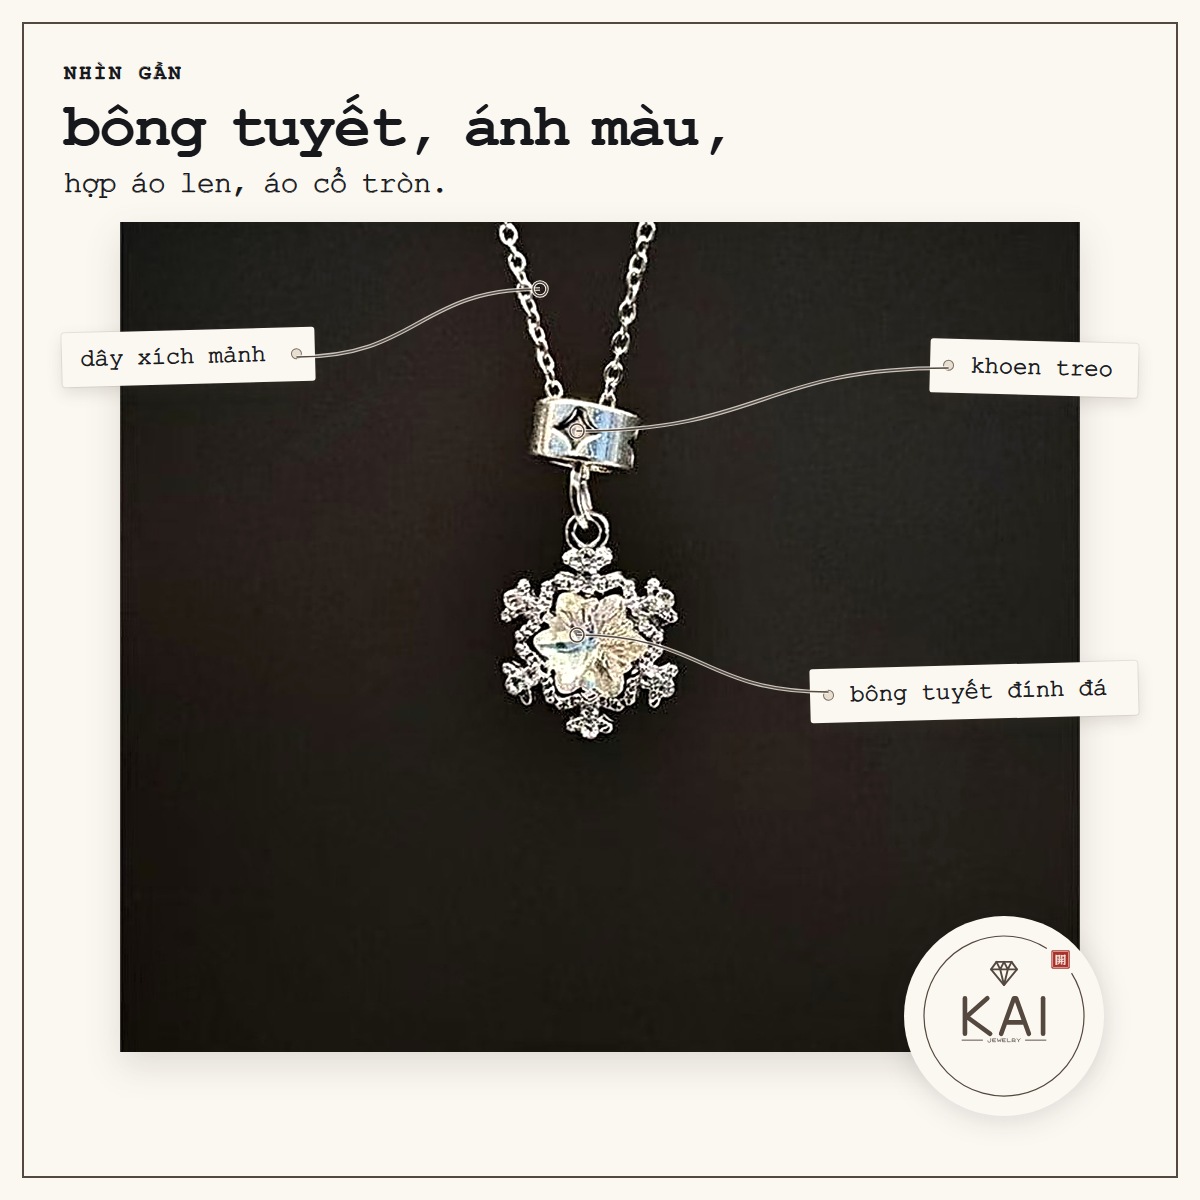 NHÌN GẦN
bông tuyết, ánh màu,
hợp áo len, áo cổ tròn.
dây xích mảnh
khoen treo
bông tuyết đính đá
開
KAI
JEWELRY